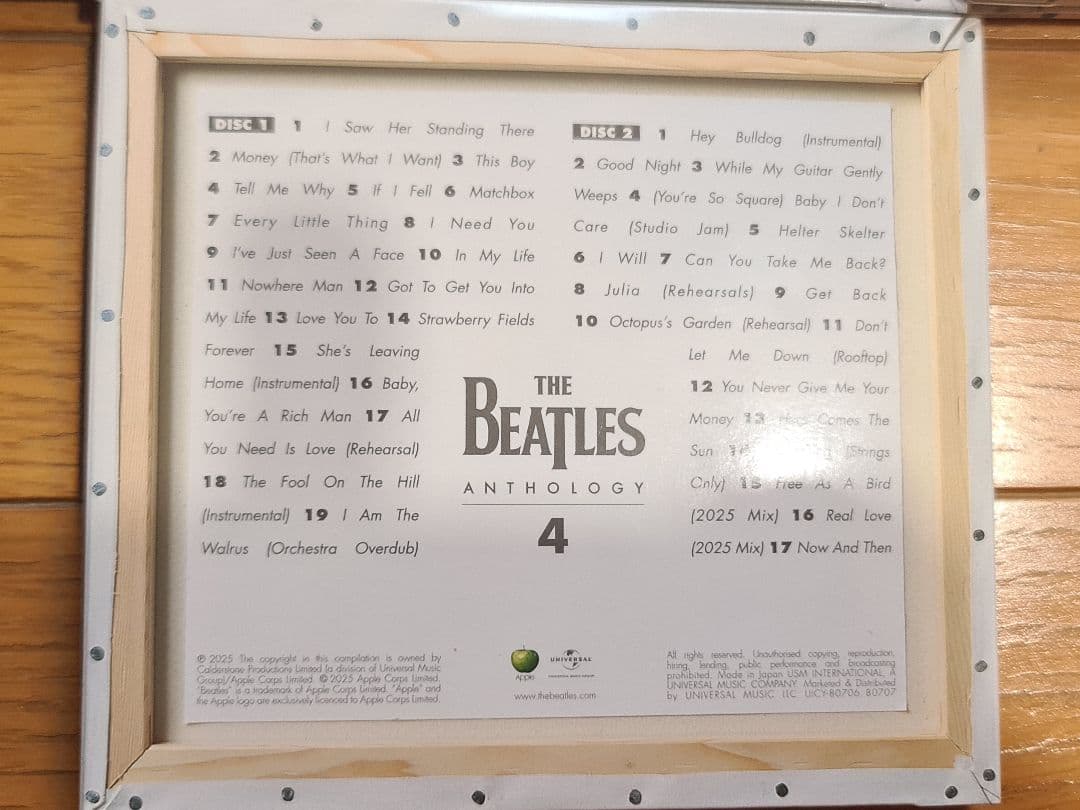 DISC 1 1 I Saw Her Standing There
2 Money (That's What I Want) 3 This Boy
4 Tell Me Why 5 If I Fell 6 Matchbox
7 Every Little Thing 8 I Need You
9 I've Just Seen A Face 10 In My Life
11 Nowhere Man 12 Got To Get You Into
My Life 13 Love You To 14 Strawberry Fields
Forever 15 She's Leaving
Home (Instrumental) 16 Baby,
You're A Rich Man 17 All
You Need Is Love (Rehearsal)
18 The Fool On The Hill
(Instrumental) 19 I Am The
Walrus (Orchestra Overdub)
DISC 2 1 Hey Bulldog (Instrumental)
2 Good Night 3 While My Guitar Gently
Weeps 4 (You're So Square) Baby I Don't
Care (Studio Jam) 5 Helter Skelter
6 I Will 7 Can You Take Me Back?
8 Julia (Rehearsals) 9 Get Back
10 Octopus's Garden (Rehearsal) 11 Don't
Let Me Down (Rooftop)
12 You Never Give Me Your
Money 13 Here Comes The
Sun (Strings
Only) 15 Free As A Bird
(2025 Mix) 16 Real Love
(2025 Mix) 17 Now And Then
THE
BEATLES
ANTHOLOGY
4
℗ 2025 The copyright in this compilation is owned by
Calderstone Productions Limited (a division of Universal Music
Group)/Apple Corps Limited. © 2025 Apple Corps Limited.
"Beatles" is a trademark of Apple Corps Limited. "Apple" and
the Apple logo are exclusively licenced to Apple Corps Limited.
Apple
UNIVERSAL
UNIVERSAL MUSIC GROUP
www.thebeatles.com
All rights reserved. Unauthorised copying, reproduction,
hiring, lending, public performance and broadcasting
prohibited. Made in Japan USM INTERNATIONAL, A
UNIVERSAL MUSIC COMPANY. Marketed & Distributed
by UNIVERSAL MUSIC LLC UICY-80706 80707